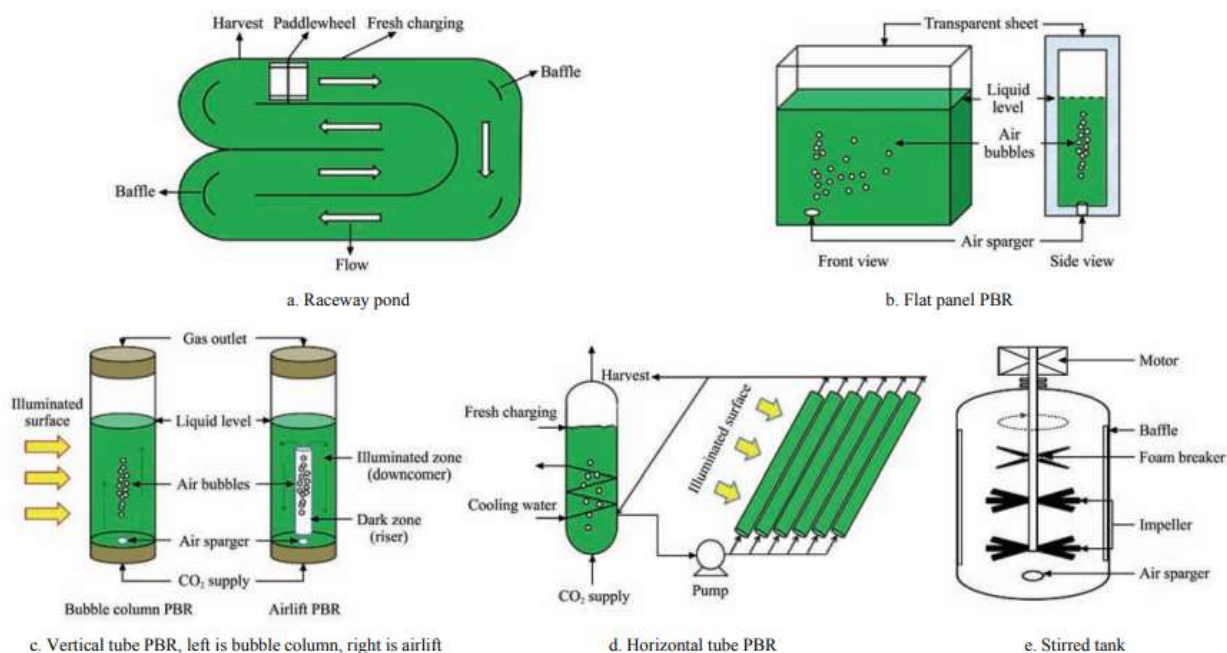 Harvest
Paddlewheel
Fresh charging
Baffle
Baffle
Flow
a. Raceway pond
Transparent sheet
Liquid
level
Air
bubbles
Air sparger
Front view
Side view
b. Flat panel PBR
Gas outlet
Illuminated
surface
Liquid level
Illuminated zone
(downcomer)
Air bubbles
Dark zone
(riser)
Air sparger
CO₂ supply
Bubble column PBR
Airlift PBR
c. Vertical tube PBR, left is bubble column, right is airlift
Harvest
Fresh charging
Illuminated surface
Cooling water
Pump
CO₂ supply
d. Horizontal tube PBR
Motor
Baffle
Foam breaker
Impeller
Air sparger
e. Stirred tank